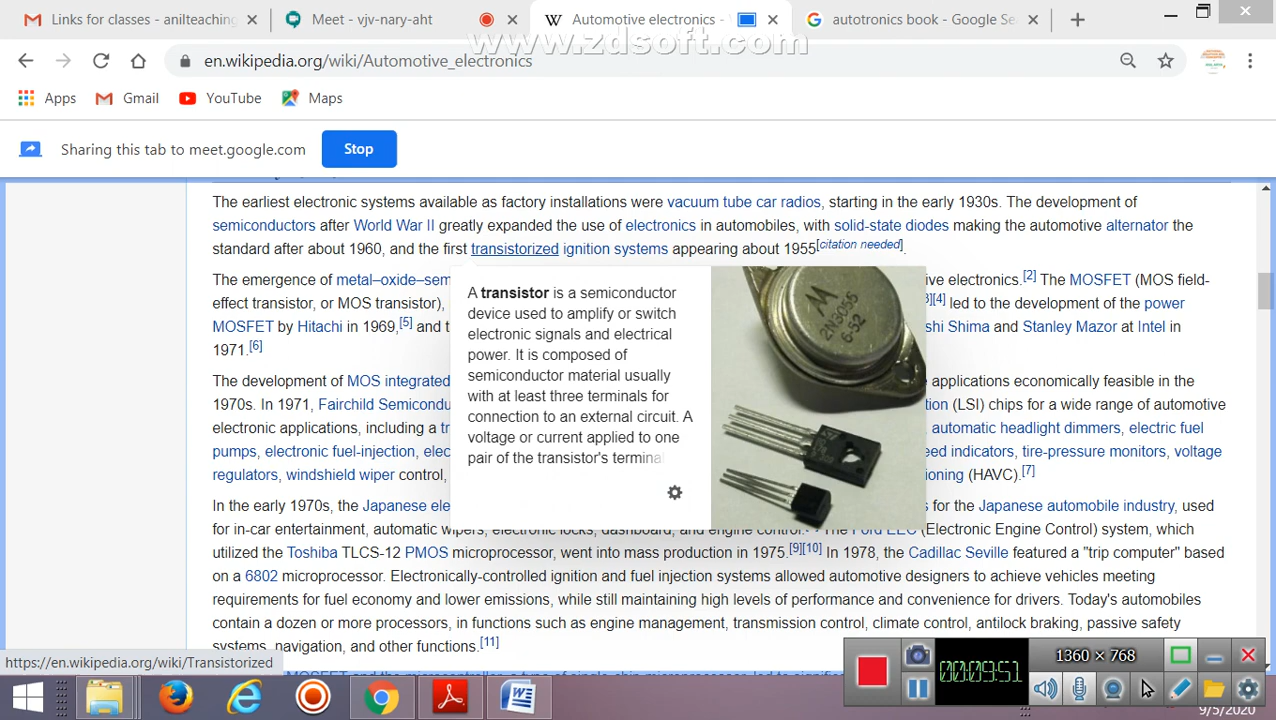 Links for classes - anilteaching
Meet - vjv-nary-aht
Automotive electronics -
autotronics book - Google Se
www.zdsoft.com
en.wikipedia.org/wiki/Automotive_electronics
Apps
Gmail
YouTube
Maps
Sharing this tab to meet.google.com
Stop
The earliest electronic systems available as factory installations were vacuum tube car radios, starting in the early 1930s. The development of
semiconductors after World War II greatly expanded the use of electronics in automobiles, with solid-state diodes making the automotive alternator the
standard after about 1960, and the first transistorized ignition systems appearing about 1955[citation needed].
The emergence of metal–oxide–sem
ve electronics.[2] The MOSFET (MOS field-
effect transistor, or MOS transistor),
[4] led to the development of the power
MOSFET by Hitachi in 1969,[5] and
Shima and Stanley Mazor at Intel in
1971.[6]
A transistor is a semiconductor
device used to amplify or switch
electronic signals and electrical
power. It is composed of
semiconductor material usually
with at least three terminals for
connection to an external circuit. A
voltage or current applied to one
pair of the transistor's terminal
M
2N3055
6-52
The development of MOS integrated
applications economically feasible in the
1970s. In 1971, Fairchild Semicondu
tion (LSI) chips for a wide range of automotive
electronic applications, including a
automatic headlight dimmers, electric fuel
pumps, electronic fuel-injection,
eed indicators, tire-pressure monitors, voltage
regulators, windshield wiper control,
tioning (HAVC).[7]
In the early 1970s, the Japanese ele
for the Japanese automobile industry, used
for in-car entertainment, automatic wipers, electronic locks, dashboard, and engine control. The Ford EEC (Electronic Engine Control) system, which
utilized the Toshiba TLCS-12 PMOS microprocessor, went into mass production in 1975.[9][10] In 1978, the Cadillac Seville featured a "trip computer" based
on a 6802 microprocessor. Electronically-controlled ignition and fuel injection systems allowed automotive designers to achieve vehicles meeting
requirements for fuel economy and lower emissions, while still maintaining high levels of performance and convenience for drivers. Today's automobiles
contain a dozen or more processors, in functions such as engine management, transmission control, climate control, antilock braking, passive safety
systems, navigation, and other functions.[11]
https://en.wikipedia.org/wiki/Transistorized
1360 × 768
9/5/2020